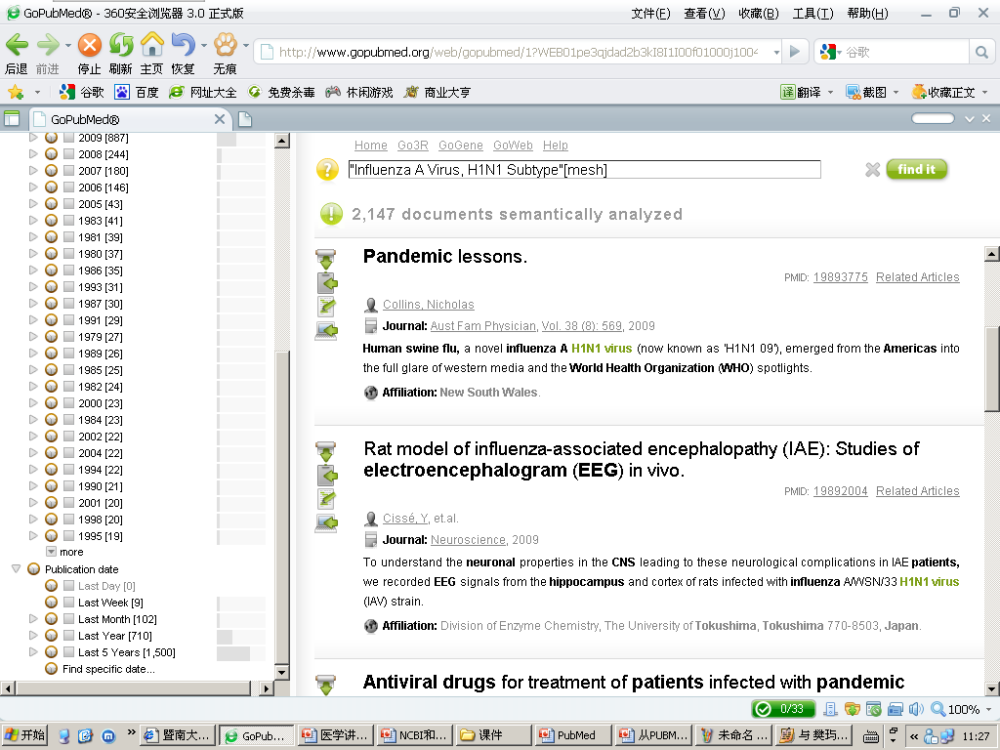 GoPubMed® - 360安全浏览器 3.0 正式版
文件(F) 查看(V) 收藏(B) 工具(T) 帮助(H)
http://www.gopubmed.org/web/gopubmed/1?WEB01pe3qjdad2b3kI8I1I00f01000j1004 谷歌
后退 前进 停止 刷新 主页 恢复 无痕
谷歌 百度 网址大全 免费杀毒 休闲游戏 商业大亨 翻译 截图 收藏正文
GoPubMed®
2009 [887]
2008 [244]
2007 [180]
2006 [146]
2005 [43]
1983 [41]
1981 [39]
1980 [37]
1986 [35]
1993 [31]
1987 [30]
1991 [29]
1979 [27]
1989 [26]
1985 [25]
1982 [24]
2000 [23]
1984 [23]
2002 [22]
2004 [22]
1994 [22]
1990 [21]
2001 [20]
1998 [20]
1995 [19]
more
Publication date
Last Day [0]
Last Week [9]
Last Month [102]
Last Year [710]
Last 5 Years [1,500]
Find specific date...
Home Go3R GoGene GoWeb Help
"Influenza A Virus, H1N1 Subtype"[mesh] find it
2,147 documents semantically analyzed
Pandemic lessons.
PMID: 19893775 Related Articles
Collins, Nicholas
Journal: Aust Fam Physician, Vol. 38 (8): 569, 2009
Human swine flu, a novel influenza A H1N1 virus (now known as 'H1N1 09'), emerged from the Americas into
the full glare of western media and the World Health Organization (WHO) spotlights.
Affiliation: New South Wales.
Rat model of influenza-associated encephalopathy (IAE): Studies of
electroencephalogram (EEG) in vivo.
PMID: 19892004 Related Articles
Cissé, Y, et.al.
Journal: Neuroscience, 2009
To understand the neuronal properties in the CNS leading to these neurological complications in IAE patients,
we recorded EEG signals from the hippocampus and cortex of rats infected with influenza A/WSN/33 H1N1 virus
(IAV) strain.
Affiliation: Division of Enzyme Chemistry, The University of Tokushima, Tokushima 770-8503, Japan.
Antiviral drugs for treatment of patients infected with pandemic
0/33 100%
开始 » 暨南大... GoPub... 医学讲... NCBI和... 课件 PubMed 从PUBM... 未命名 ... 与 樊玛... « 11:27